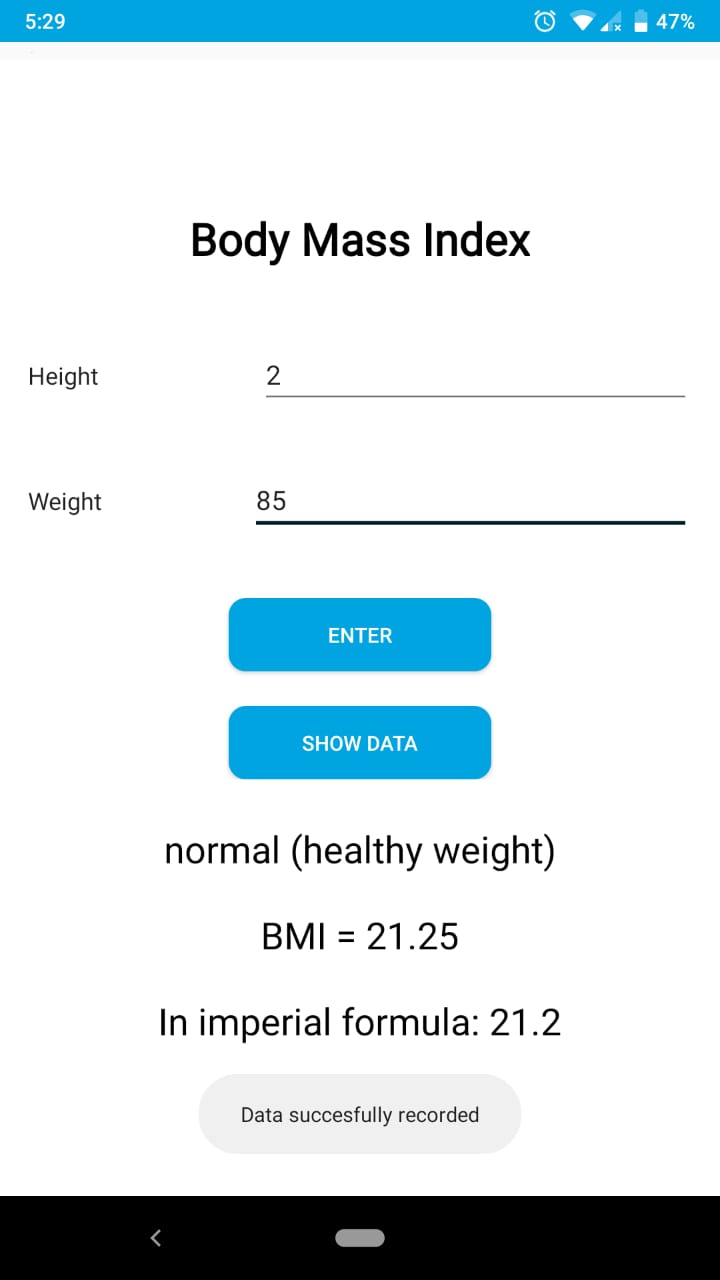 5:29
47%
Body Mass Index
Height 2
Weight 85
ENTER
SHOW DATA
normal (healthy weight)
BMI = 21.25
In imperial formula: 21.2
Data succesfully recorded